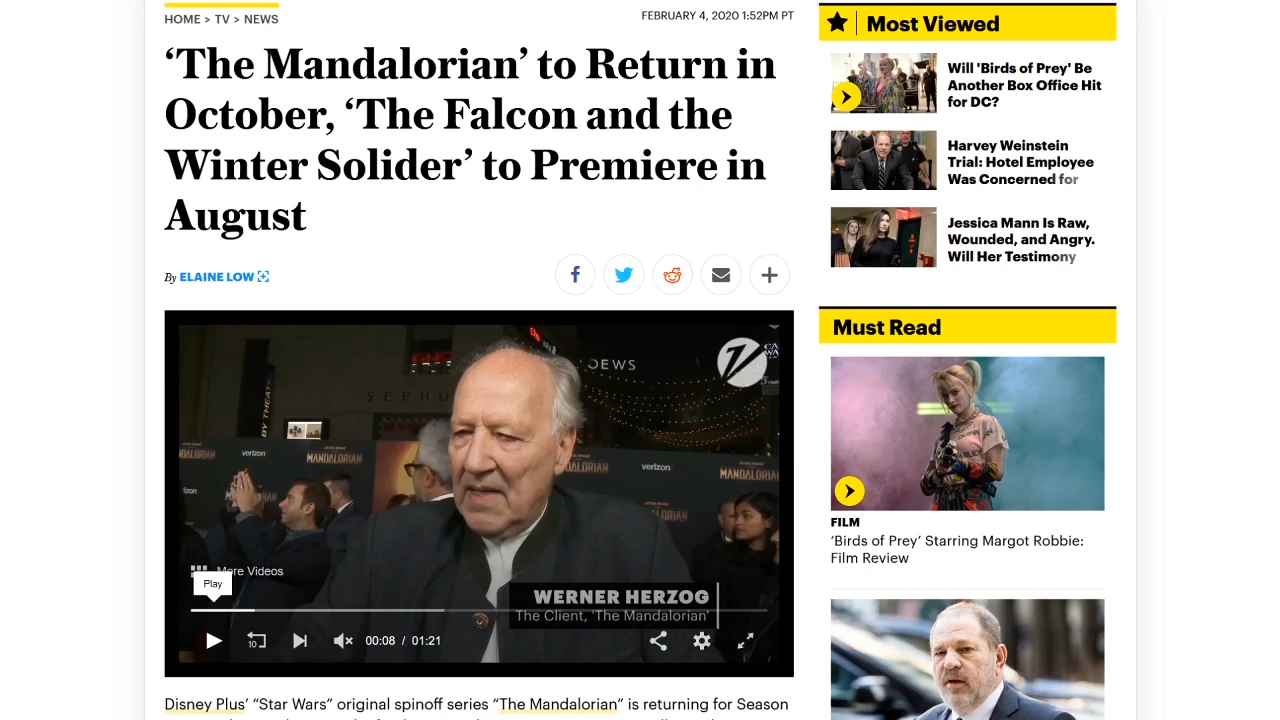 HOME > TV > NEWS
FEBRUARY 4, 2020 1:52PM PT
‘The Mandalorian’ to Return in
October, ‘The Falcon and the
Winter Solider’ to Premiere in
August
By ELAINE LOW
verizon
MANDALORIAN
verizon
MANDALORIAN
SEPHO
More Videos
Play
WERNER HERZOG
The Client, 'The Mandalorian'
10
00:08 / 01:21
Disney Plus’ “Star Wars” original spinoff series “The Mandalorian” is returning for Season
Most Viewed
Will 'Birds of Prey' Be
Another Box Office Hit
for DC?
Harvey Weinstein
Trial: Hotel Employee
Was Concerned for
Jessica Mann Is Raw,
Wounded, and Angry.
Will Her Testimony
Must Read
FILM
‘Birds of Prey’ Starring Margot Robbie:
Film Review